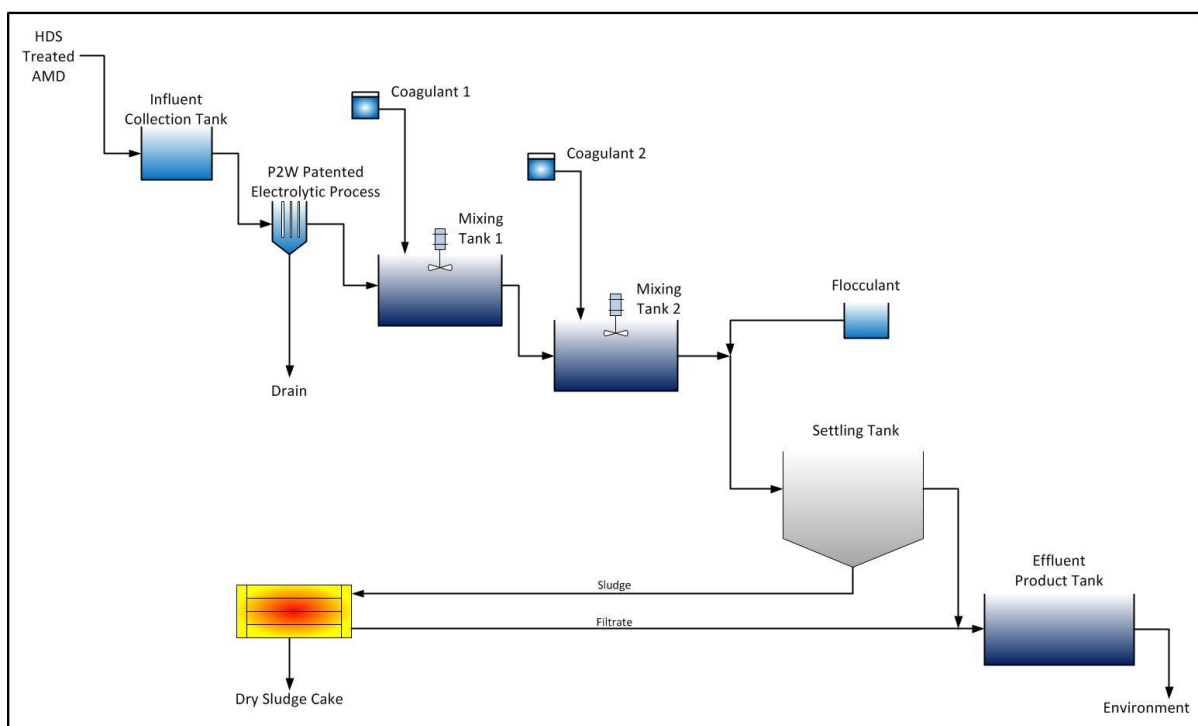 HDS
Treated
AMD
Influent
Collection Tank
P2W Patented
Electrolytic Process
Drain
Coagulant 1
Mixing
Tank 1
Coagulant 2
Mixing
Tank 2
Flocculant
Settling Tank
Sludge
Filtrate
Dry Sludge Cake
Effluent
Product Tank
Environment